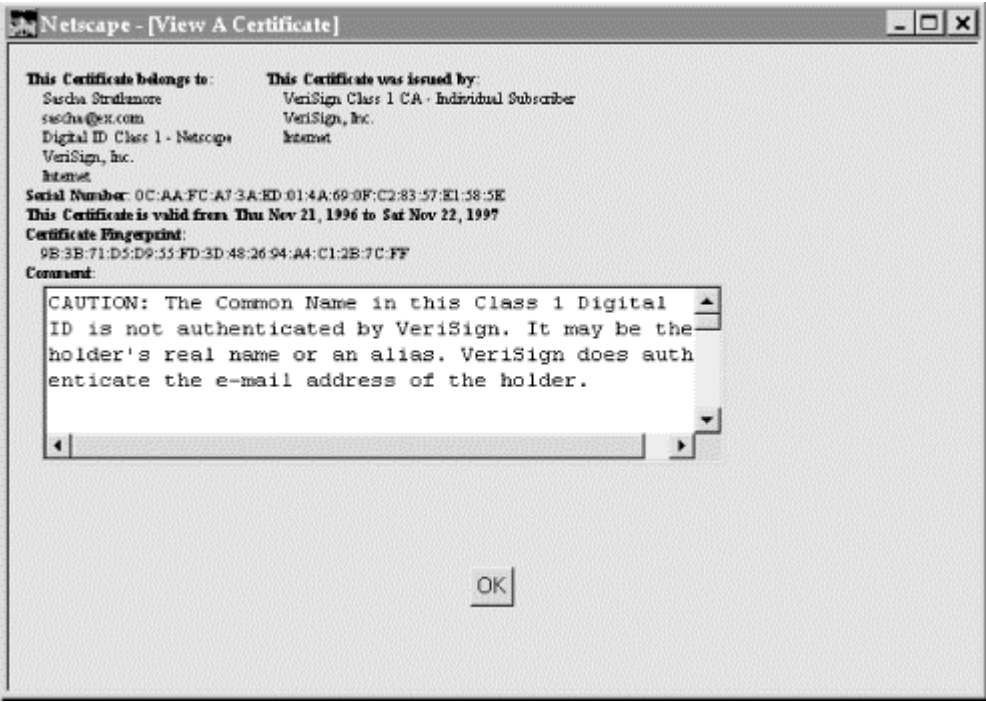 Netscape - [View A Certificate]
This Certificate belongs to: This Certificate was issued by:
Sascha Strathmore VeriSign Class 1 CA - Individual Subscriber
sascha@ex.com VeriSign, Inc.
Digital ID Class 1 - Netscape Internet
VeriSign, Inc.
Internet
Serial Number: 0C:AA:FC:A7:3A:ED:01:4A:69:0F:C2:83:57:E1:58:5E
This Certificate is valid from Thu Nov 21, 1996 to Sat Nov 22, 1997
Certificate Fingerprint:
9B:3B:71:D5:D9:55:FD:3D:48:26:94:A4:C1:2B:7C:FF
Comment:
CAUTION: The Common Name in this Class 1 Digital
ID is not authenticated by VeriSign. It may be the
holder's real name or an alias. VeriSign does auth
enticate the e-mail address of the holder.
OK